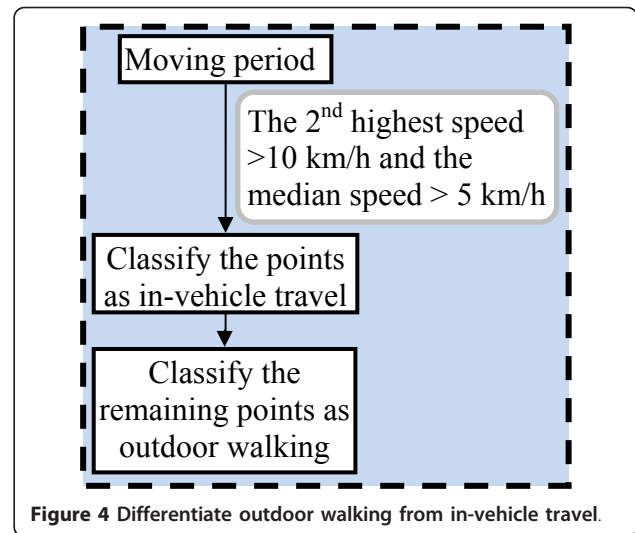 Moving period
The 2nd highest speed
>10 km/h and the
median speed > 5 km/h
Classify the points
as in-vehicle travel
Classify the
remaining points as
outdoor walking
Figure 4 Differentiate outdoor walking from in-vehicle travel.